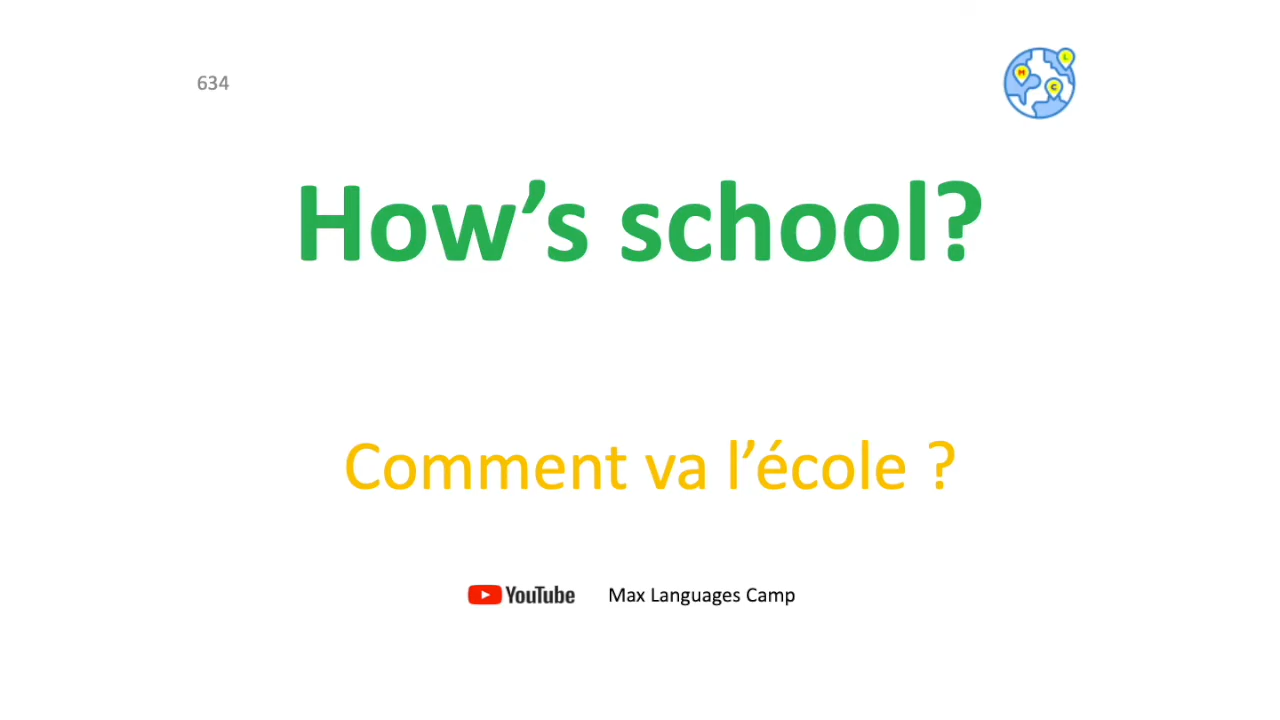 634
M
L
C
How’s school?
Comment va l’école ?
YouTube Max Languages Camp